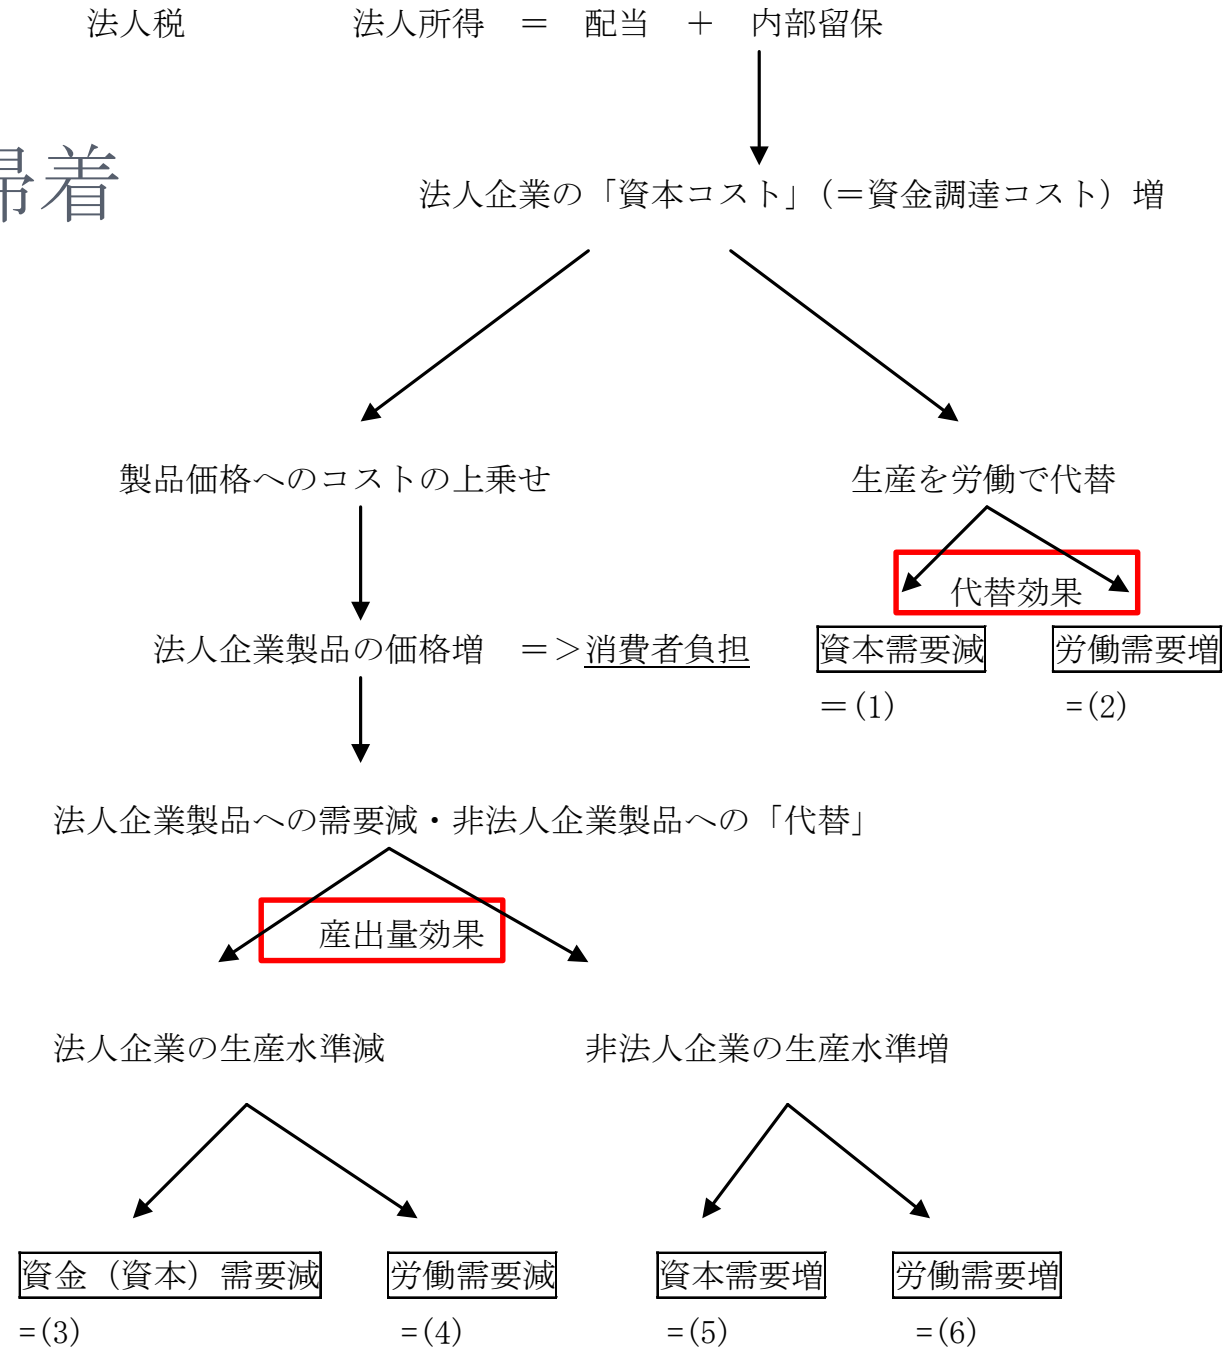 法人税　法人所得　＝　配当　＋　内部留保
帰着
法人企業の「資本コスト」（＝資金調達コスト）増
製品価格へのコストの上乗せ
生産を労働で代替
代替効果
法人企業製品の価格増　＝＞消費者負担
資本需要減
労働需要増
＝(1)
=(2)
法人企業製品への需要減・非法人企業製品への「代替」
産出量効果
法人企業の生産水準減
非法人企業の生産水準増
資金（資本）需要減
労働需要減
資本需要増
労働需要増
=(3)
=(4)
=(5)
=(6)